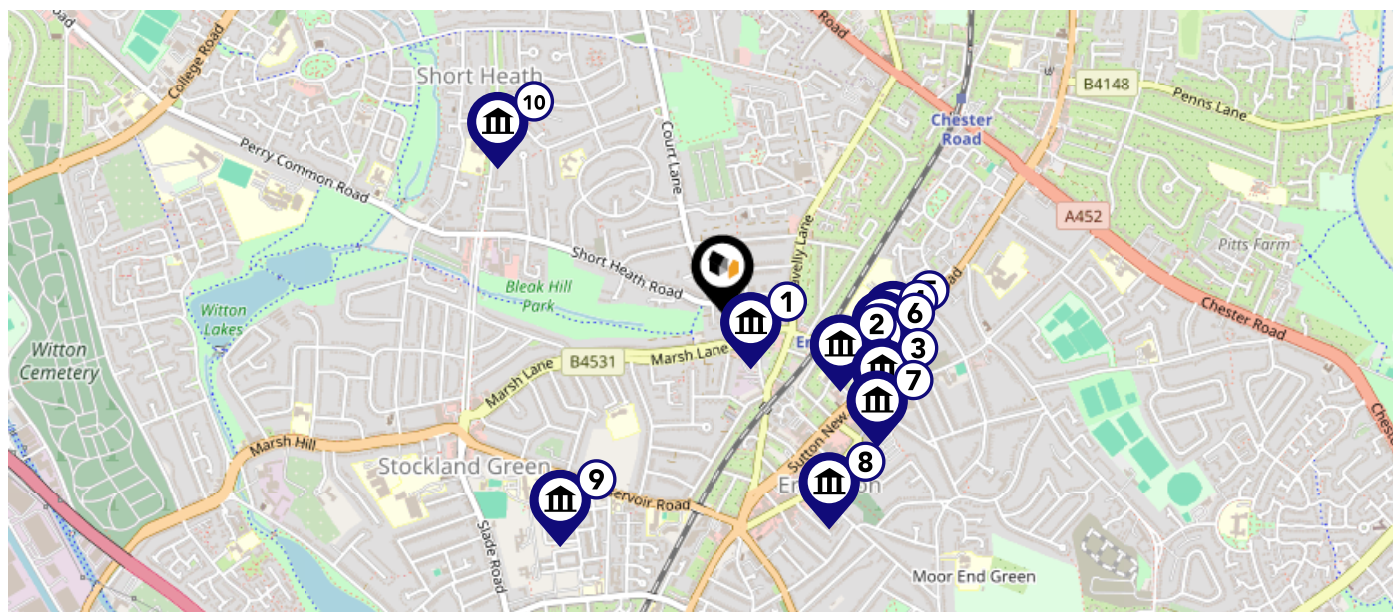 College Road
Road
Short Heath
10
B4148
Penns Lane
Chester
Road
Court Lane
Perry Common Road
A452
Pitts Farm
Short Heath Road
Bleak Hill
Park
Witton
Lakes
1
2
6
3
7
Chester Road
Witton
Cemetery
B4531
Marsh Lane
Marsh Lane
Marsh Hill
Sutton New
Stockland Green
8
9
Slade Road
Moor End Green